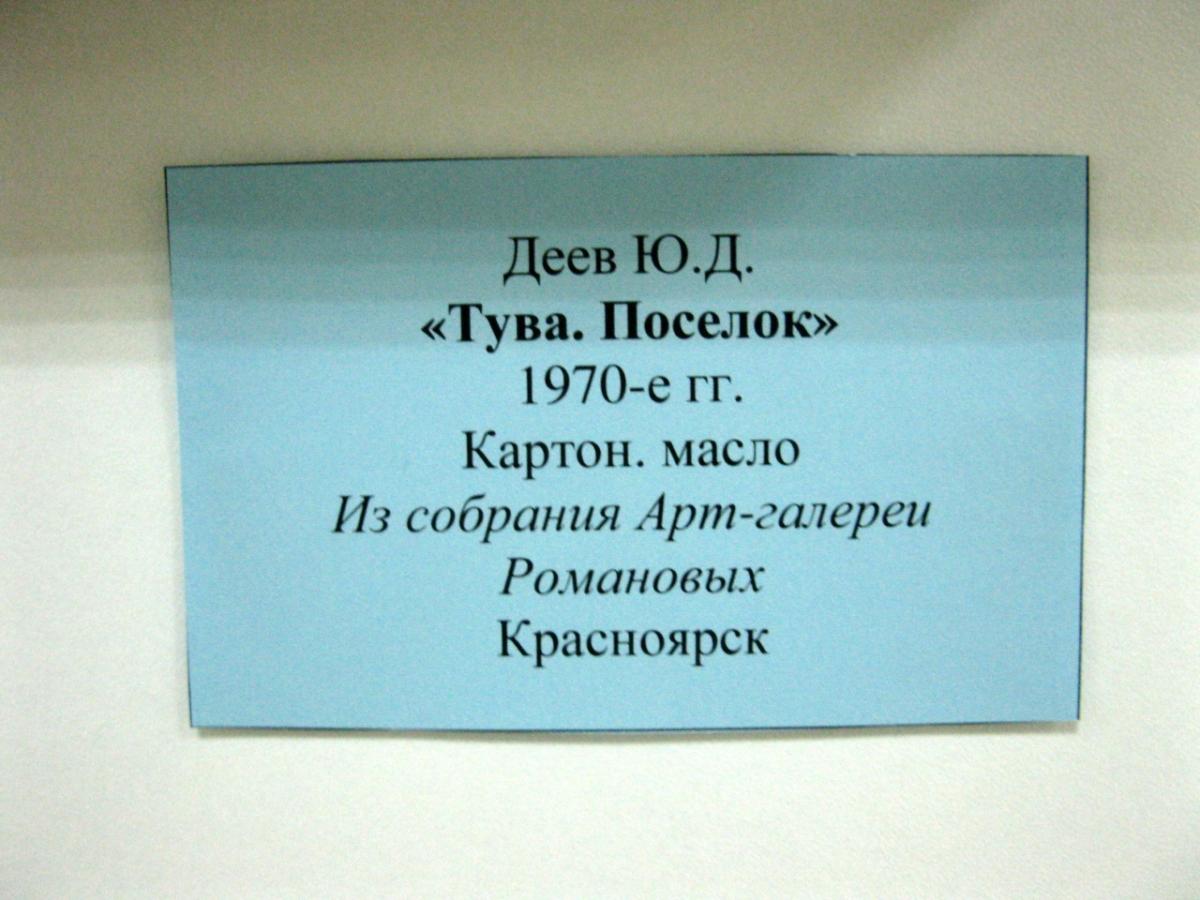 Деев Ю.Д.
«Тува. Поселок»
1970-е гг.
Картон. масло
Из собрания Арт-галереи
Романовых
Красноярск